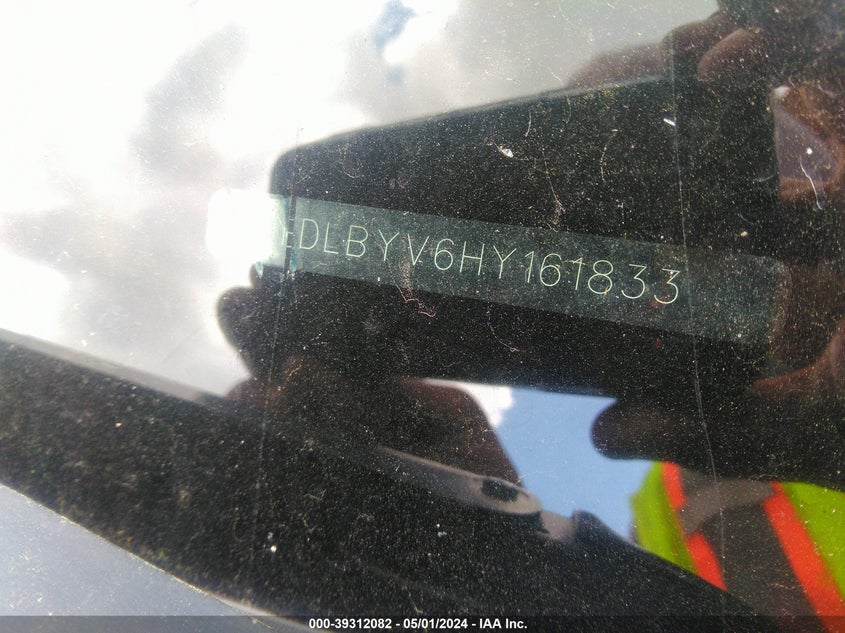 DLBYV6HY161833
000-39312082 - 05/01/2024 - IAA Inc.